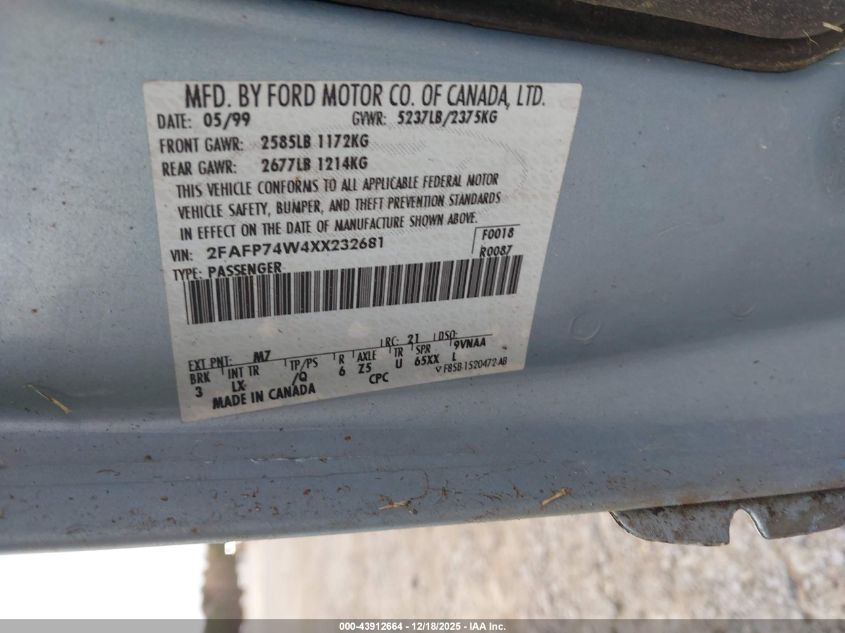 MFD. BY FORD MOTOR CO. OF CANADA, LTD.
DATE: 05/99 GVWR: 5237LB/2375KG
FRONT GAWR: 2585LB 1172KG
REAR GAWR: 2677LB 1214KG
THIS VEHICLE CONFORMS TO ALL APPLICABLE FEDERAL MOTOR
VEHICLE SAFETY, BUMPER, AND THEFT PREVENTION STANDARDS
IN EFFECT ON THE DATE OF MANUFACTURE SHOWN ABOVE.
VIN: 2FAFP74W4XX232681 F0018
TYPE: PASSENGER R0087
EXT PNT: M7 RC: 21 DSO:
BRK INT TR TP/PS R AXLE TR SPR 9VNAA
3 LX /Q 6 Z5 U 65XX L
MADE IN CANADA CPC F85B 1520472 AB
000-43912664 - 12/18/2025 - IAA Inc.